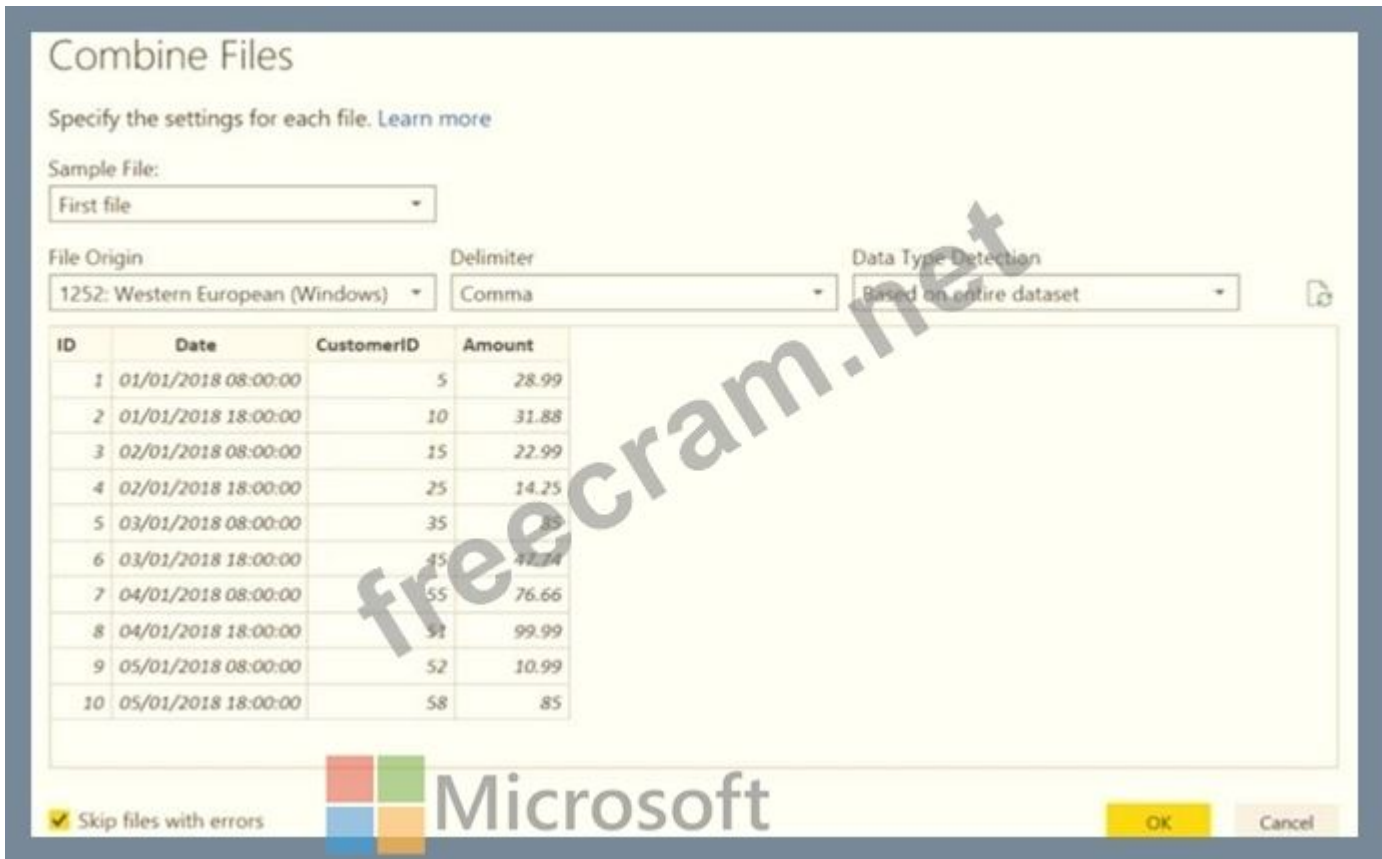 Combine Files
Specify the settings for each file. Learn more
Sample File:
First file
File Origin Delimiter Data Type Detection
1252: Western European (Windows) Comma Based on entire dataset
ID Date CustomerID Amount
1 01/01/2018 08:00:00 5 28.99
2 01/01/2018 18:00:00 10 31.88
3 02/01/2018 08:00:00 15 22.99
4 02/01/2018 18:00:00 25 14.25
5 03/01/2018 08:00:00 35 85
6 03/01/2018 18:00:00 45 47.74
7 04/01/2018 08:00:00 55 76.66
8 04/01/2018 18:00:00 51 99.99
9 05/01/2018 08:00:00 52 10.99
10 05/01/2018 18:00:00 58 85
freecram.net
Microsoft
Skip files with errors OK Cancel